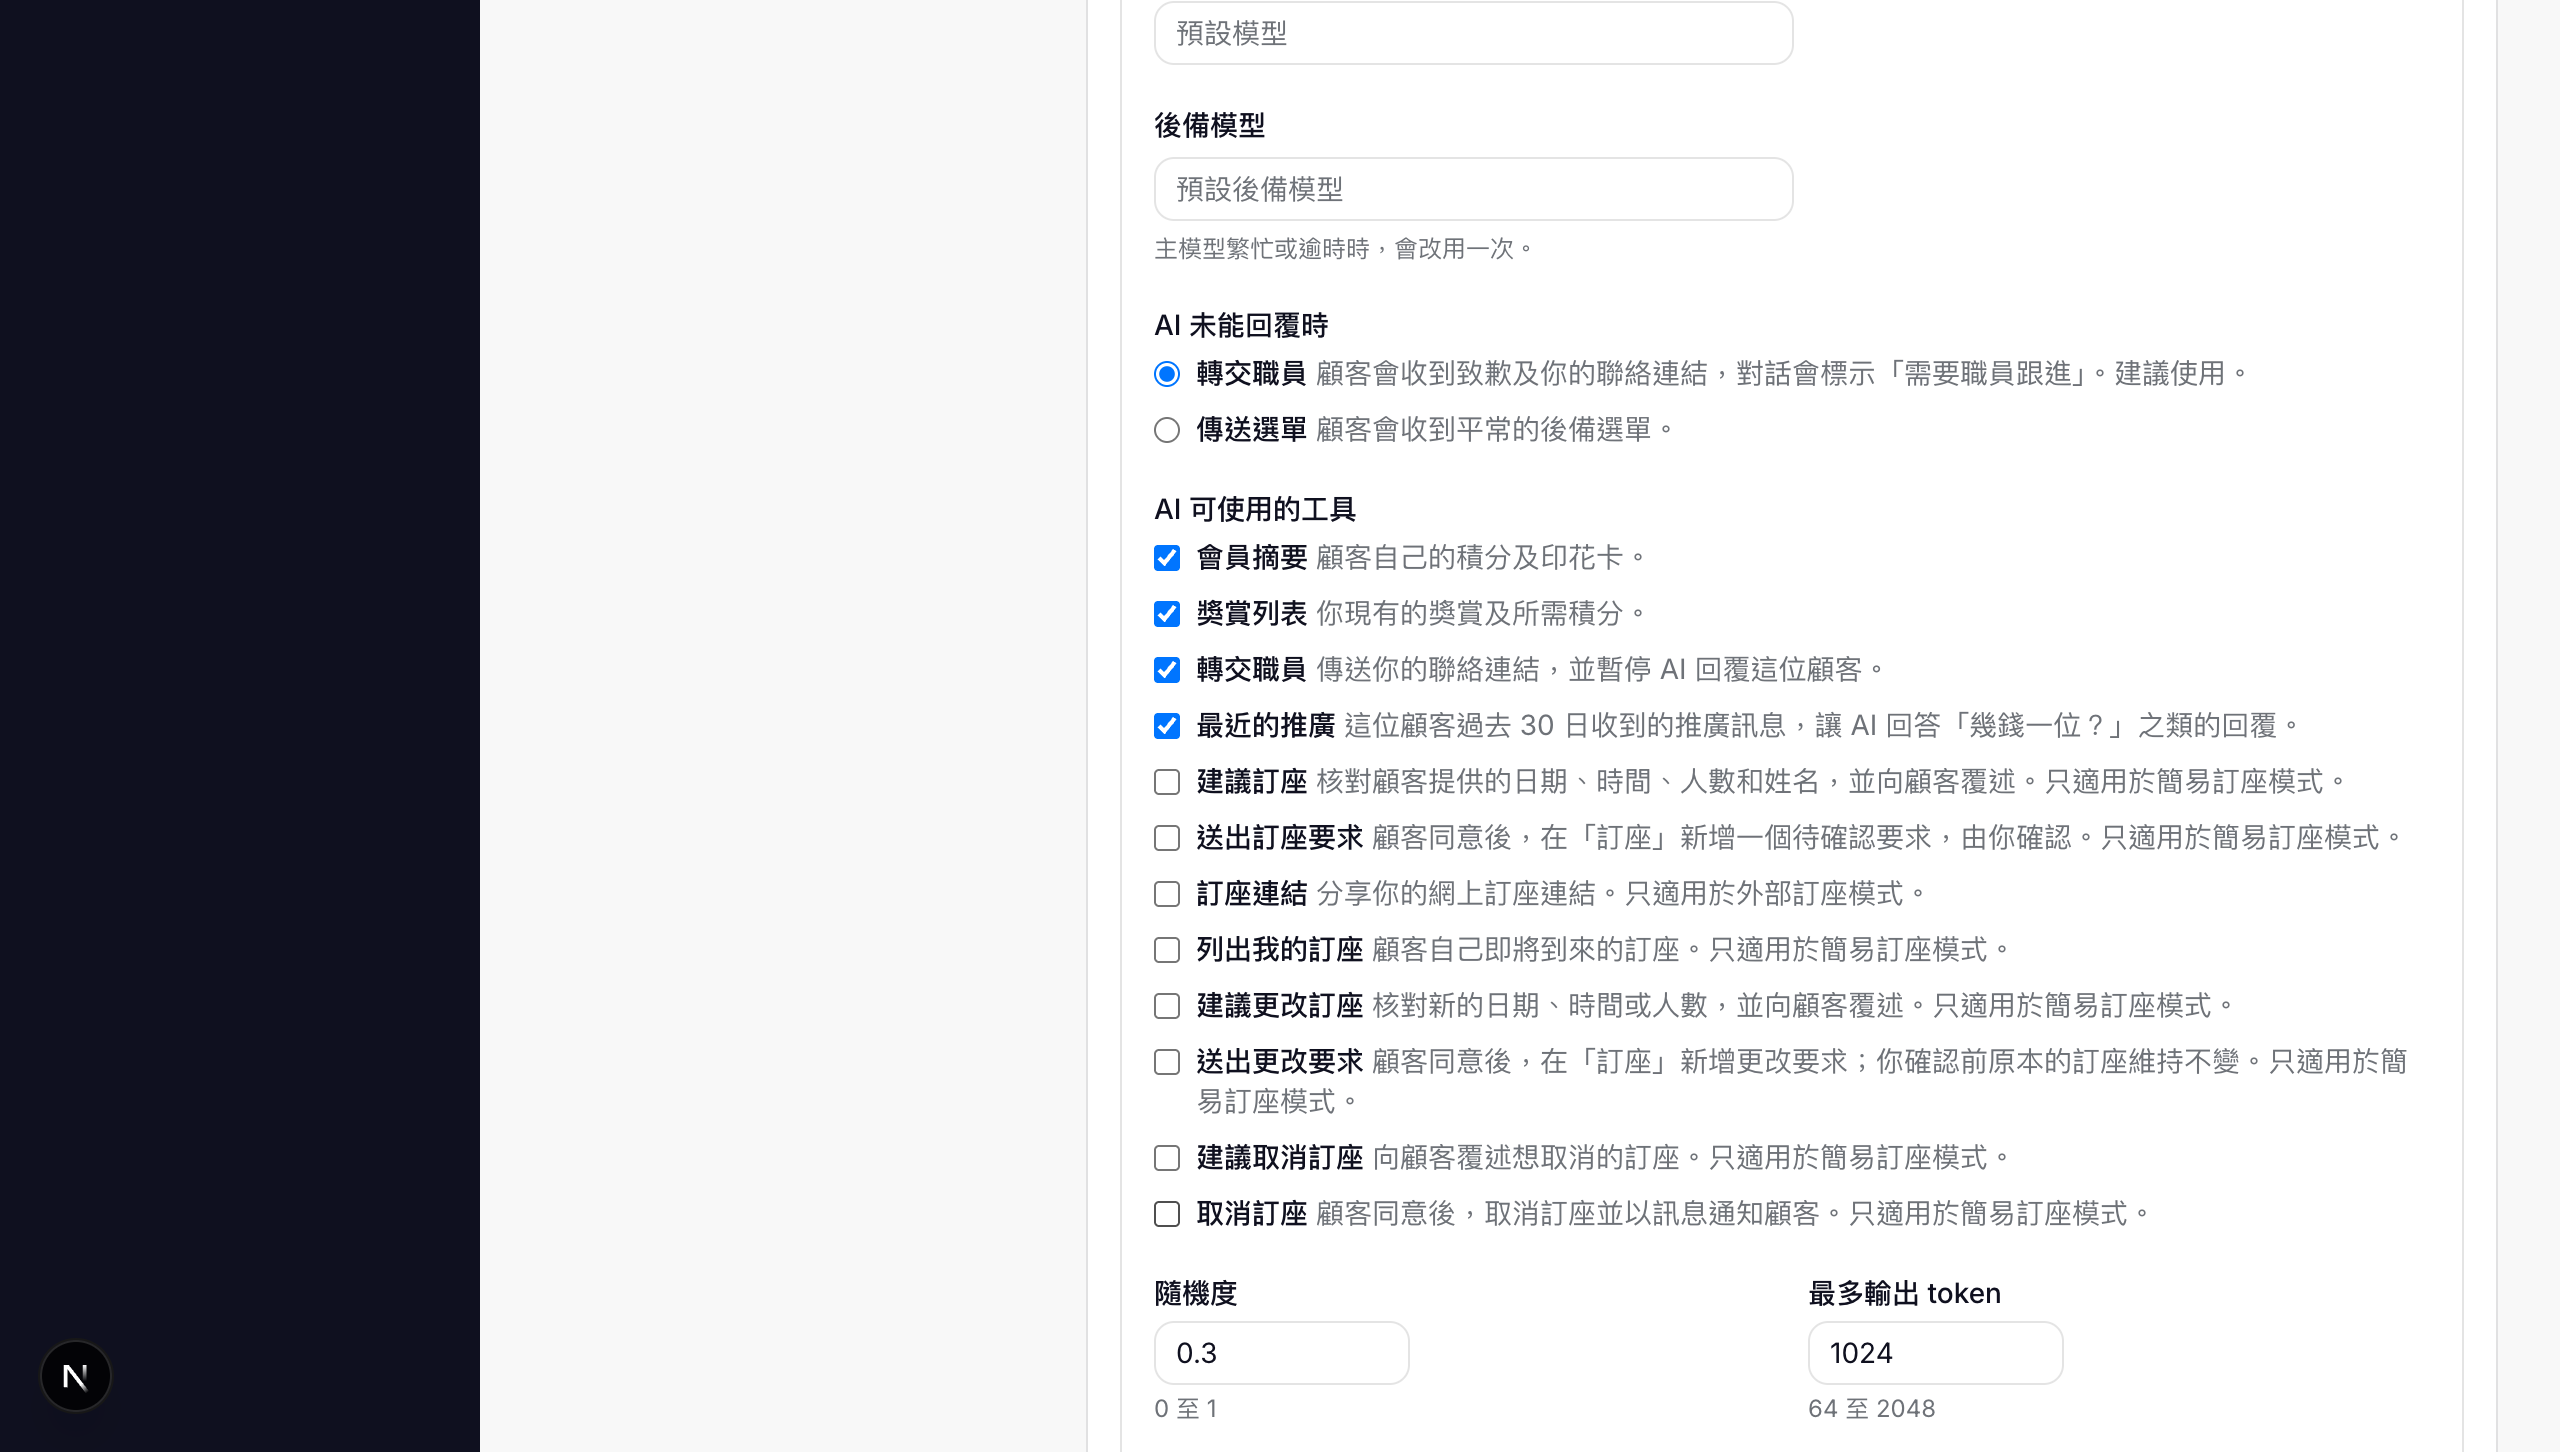 預設模型
後備模型
預設後備模型
主模型繁忙或逾時時，會改用一次。
AI 未能回覆時
轉交職員 顧客會收到致歉及你的聯絡連結，對話會標示「需要職員跟進」。建議使用。
傳送選單 顧客會收到平常的後備選單。
AI 可使用的工具
會員摘要 顧客自己的積分及印花卡。
獎賞列表 你現有的獎賞及所需積分。
轉交職員 傳送你的聯絡連結，並暫停 AI 回覆這位顧客。
最近的推廣 這位顧客過去 30 日收到的推廣訊息，讓 AI 回答「幾錢一位？」之類的回覆。
建議訂座 核對顧客提供的日期、時間、人數和姓名，並向顧客覆述。只適用於簡易訂座模式。
送出訂座要求 顧客同意後，在「訂座」新增一個待確認要求，由你確認。只適用於簡易訂座模式。
訂座連結 分享你的網上訂座連結。只適用於外部訂座模式。
列出我的訂座 顧客自己即將到來的訂座。只適用於簡易訂座模式。
建議更改訂座 核對新的日期、時間或人數，並向顧客覆述。只適用於簡易訂座模式。
送出更改要求 顧客同意後，在「訂座」新增更改要求；你確認前原本的訂座維持不變。只適用於簡
易訂座模式。
建議取消訂座 向顧客覆述想取消的訂座。只適用於簡易訂座模式。
取消訂座 顧客同意後，取消訂座並以訊息通知顧客。只適用於簡易訂座模式。
隨機度
最多輸出 token
0.3
1024
0 至 1
64 至 2048
N